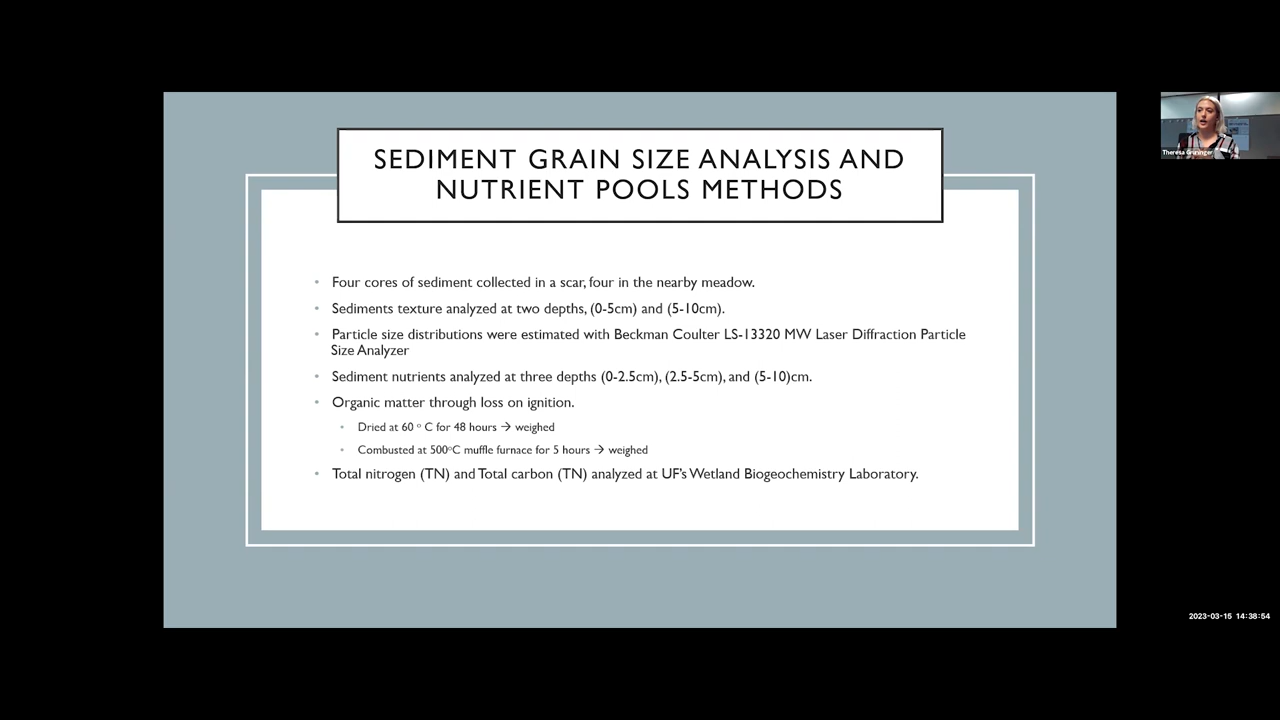 SEDIMENT GRAIN SIZE ANALYSIS AND
NUTRIENT POOLS METHODS
• Four cores of sediment collected in a scar, four in the nearby meadow.
• Sediments texture analyzed at two depths, (0-5cm) and (5-10cm).
• Particle size distributions were estimated with Beckman Coulter LS-13320 MW Laser Diffraction Particle
Size Analyzer
• Sediment nutrients analyzed at three depths (0-2.5cm), (2.5-5cm), and (5-10)cm.
• Organic matter through loss on ignition.
• Dried at 60 ° C for 48 hours → weighed
• Combusted at 500°C muffle furnace for 5 hours → weighed
• Total nitrogen (TN) and Total carbon (TN) analyzed at UF's Wetland Biogeochemistry Laboratory.
Theresa Gruninger
2023-03-15 14:38:54